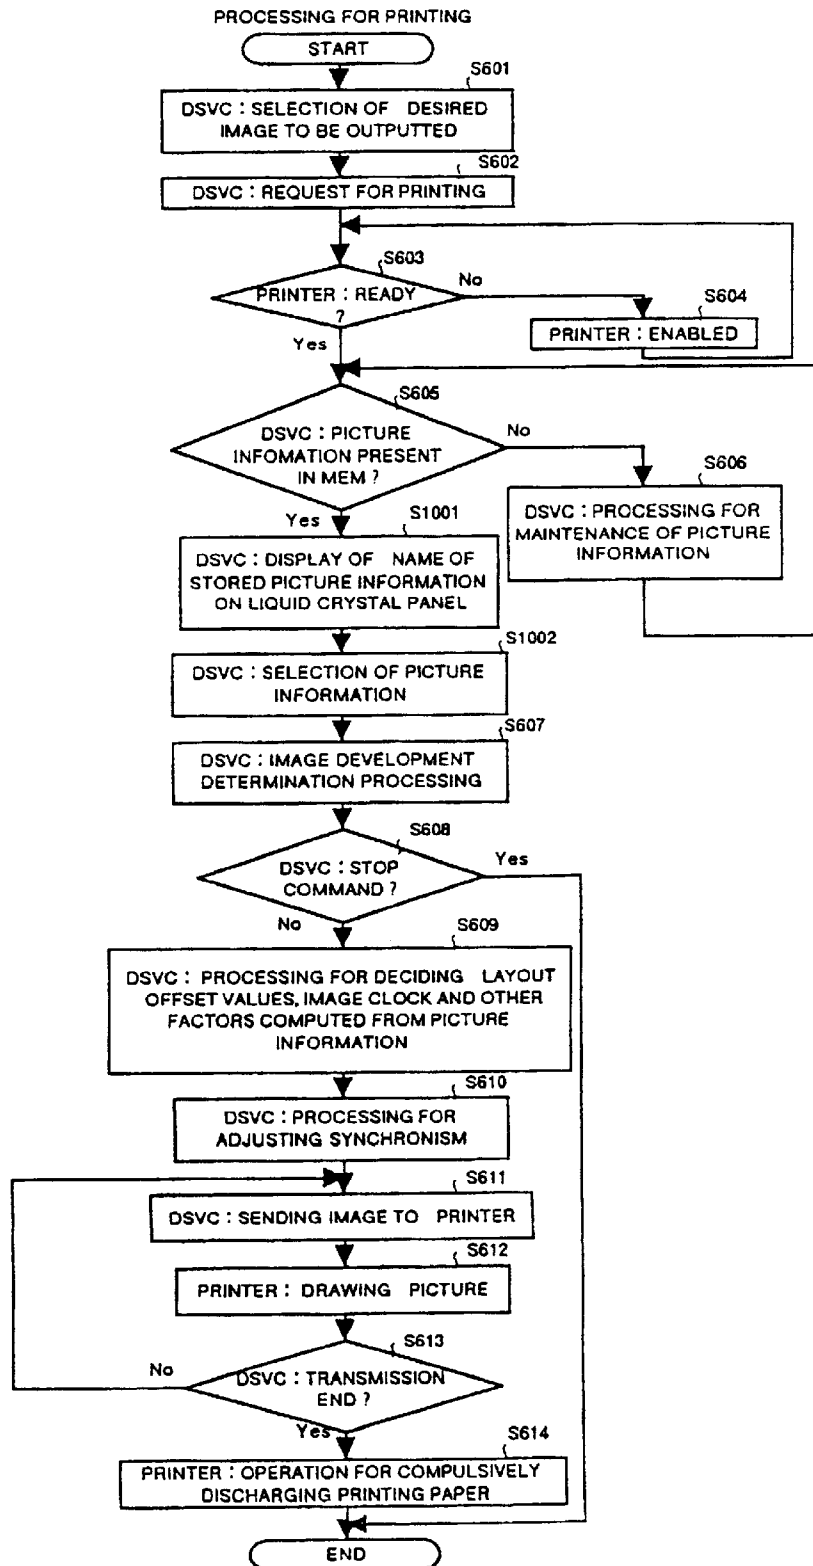 PROCESSING FOR PRINTING
START
S601
DSVC : SELECTION OF DESIRED
IMAGE TO BE OUTPUTTED
S602
DSVC : REQUEST FOR PRINTING
S603
PRINTER : READY
?
No
Yes
S604
PRINTER : ENABLED
S605
DSVC : PICTURE
INFOMATION PRESENT
IN MEM ?
No
Yes
S606
DSVC : PROCESSING FOR
MAINTENANCE OF PICTURE
INFORMATION
S1001
DSVC : DISPLAY OF NAME OF
STORED PICTURE INFORMATION
ON LIQUID CRYSTAL PANEL
S1002
DSVC : SELECTION OF PICTURE
INFORMATION
S607
DSVC : IMAGE DEVELOPMENT
DETERMINATION PROCESSING
S608
DSVC : STOP
COMMAND ?
Yes
No
S609
DSVC : PROCESSING FOR DECIDING LAYOUT
OFFSET VALUES, IMAGE CLOCK AND OTHER
FACTORS COMPUTED FROM PICTURE
INFORMATION
S610
DSVC : PROCESSING FOR
ADJUSTING SYNCHRONISM
S611
DSVC : SENDING IMAGE TO PRINTER
S612
PRINTER : DRAWING PICTURE
S613
DSVC : TRANSMISSION
END ?
No
Yes
S614
PRINTER : OPERATION FOR COMPULSIVELY
DISCHARGING PRINTING PAPER
END